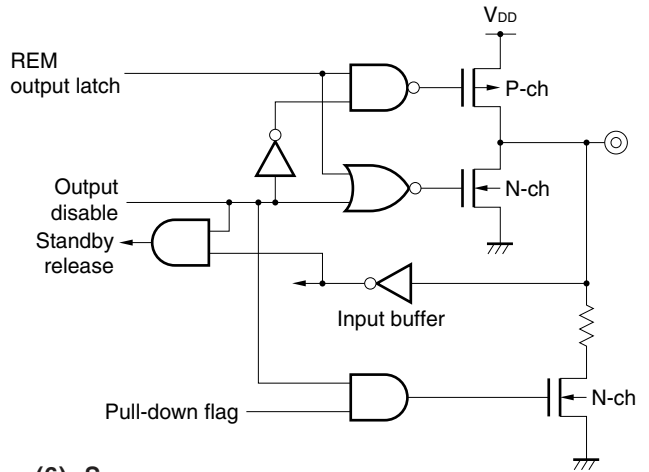 VDD
REM
output latch
P-ch
Output
disable
N-ch
Standby
release
Input buffer
N-ch
Pull-down flag